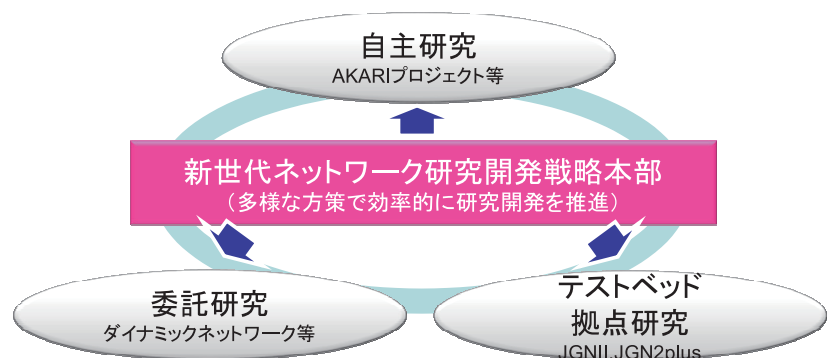 自主研究
AKARIプロジェクト等
新世代ネットワーク研究開発戦略本部
（多様な方策で効率的に研究開発を推進）
委託研究
ダイナミックネットワーク等
テストベッド
拠点研究
JGNII,JGN2plus